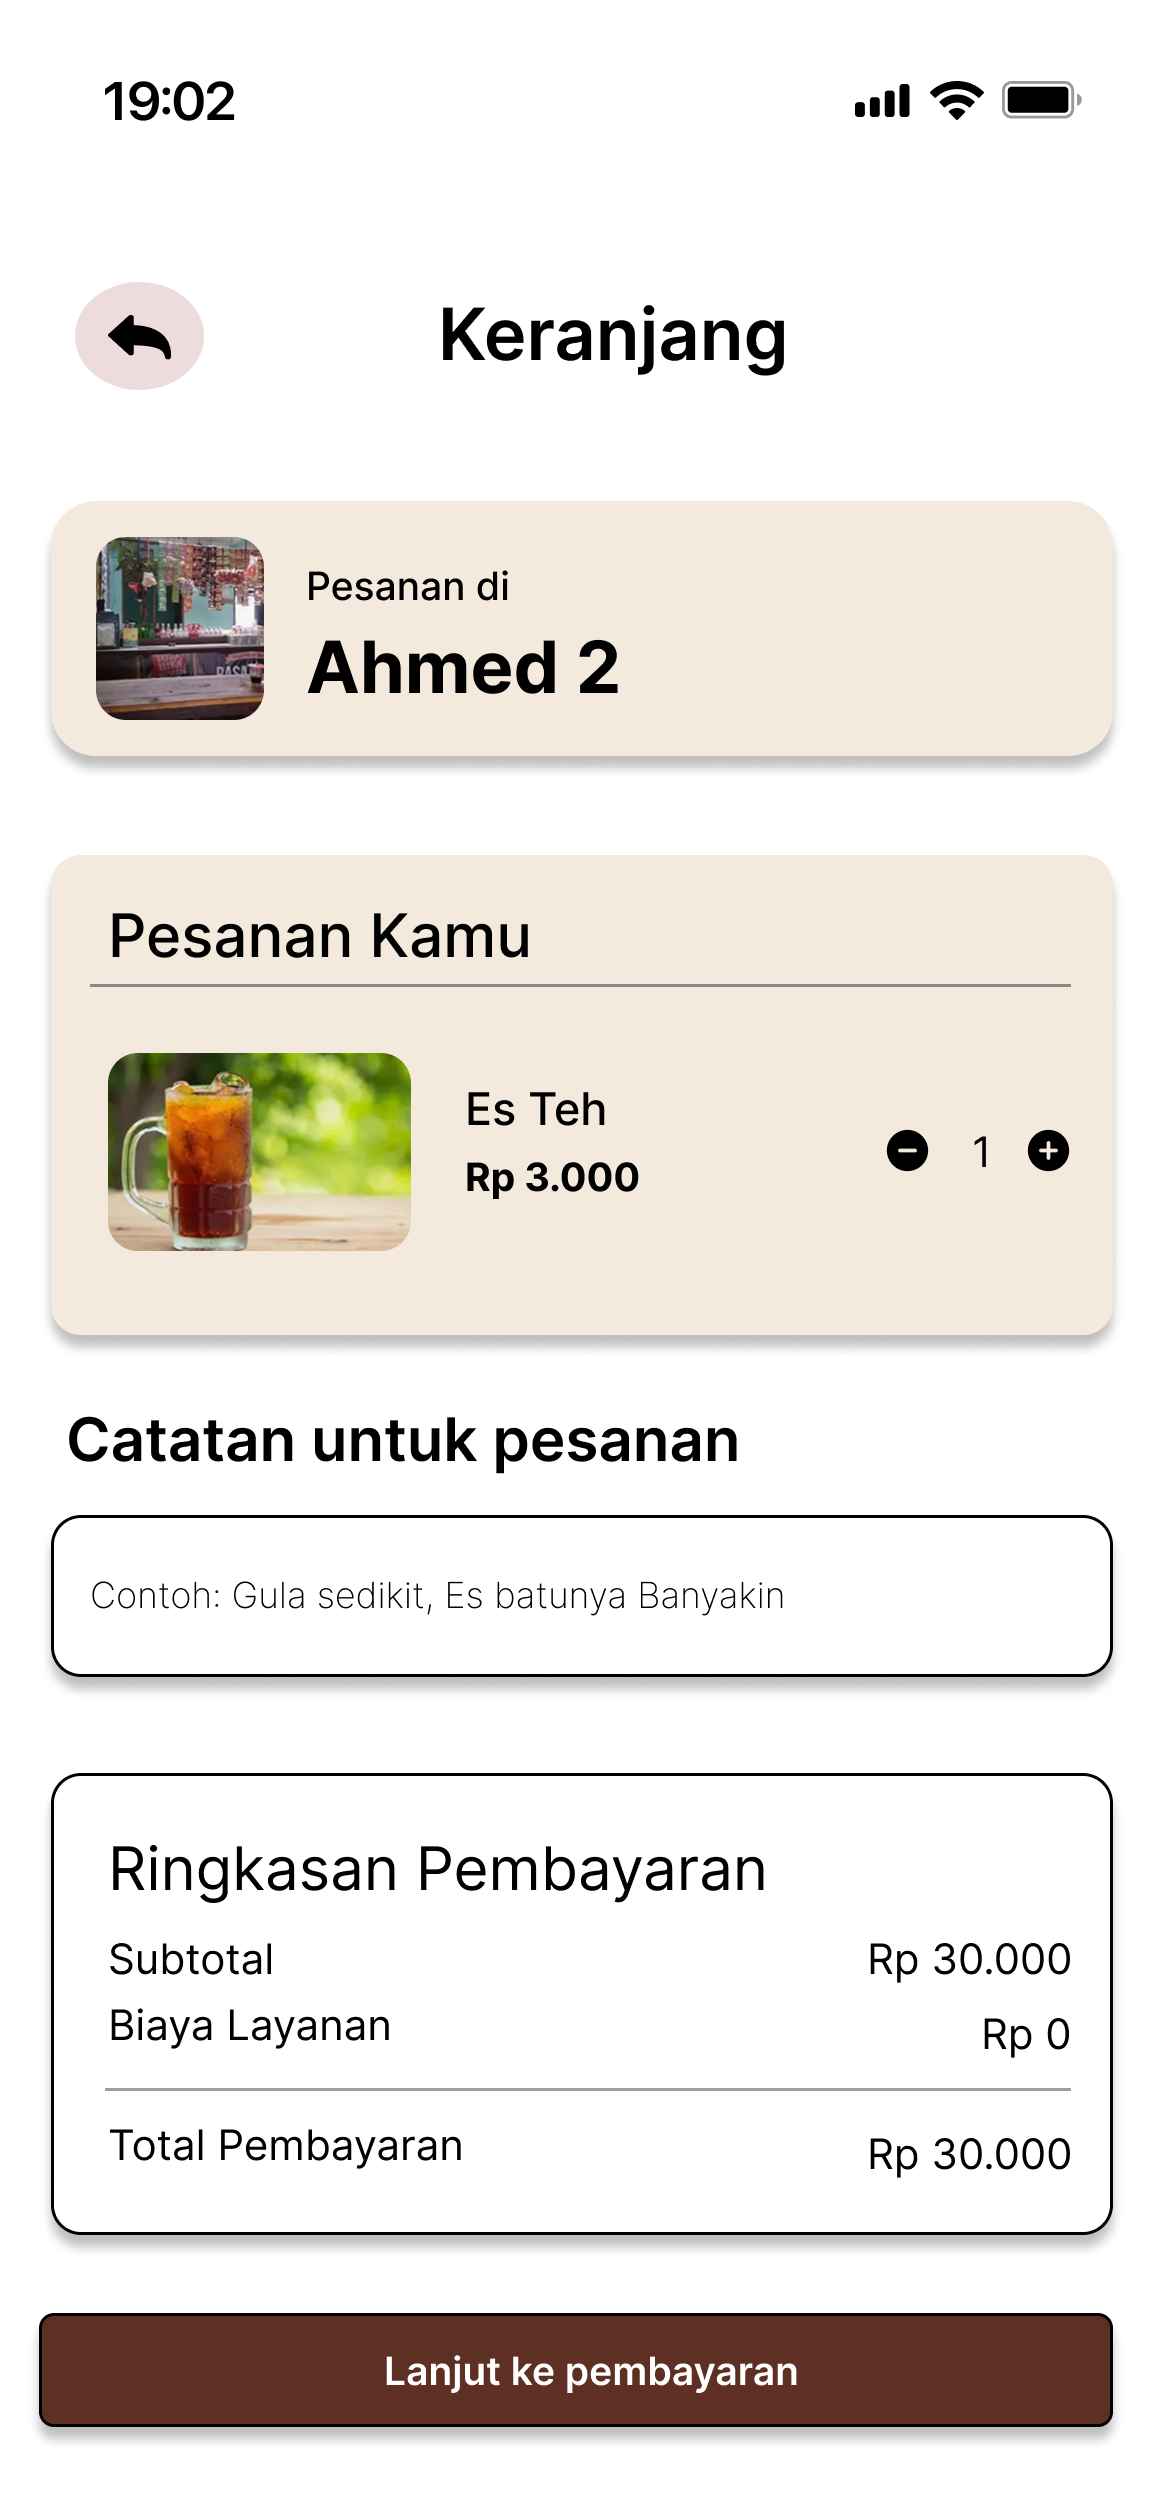 19:02
Keranjang
Pesanan di
Ahmed 2
Pesanan Kamu
Es Teh
Rp 3.000
1
Catatan untuk pesanan
Contoh: Gula sedikit, Es batunya Banyakin
Ringkasan Pembayaran
Subtotal Rp 30.000
Biaya Layanan Rp 0
Total Pembayaran Rp 30.000
Lanjut ke pembayaran